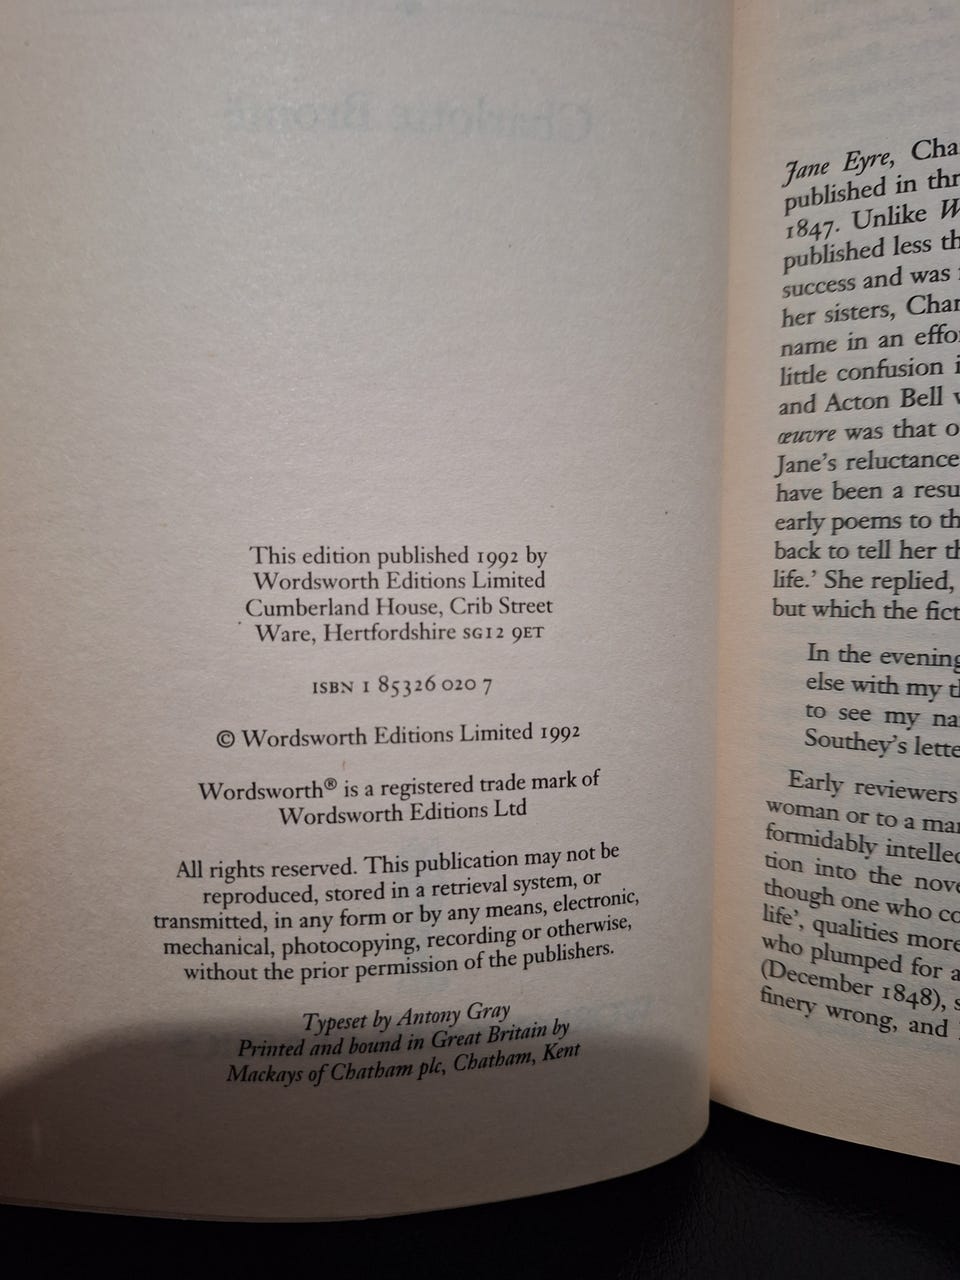 This edition published 1992 by
Wordsworth Editions Limited
Cumberland House, Crib Street
Ware, Hertfordshire SG12 9ET
ISBN 1 85326 020 7
© Wordsworth Editions Limited 1992
Wordsworth® is a registered trade mark of
Wordsworth Editions Ltd
All rights reserved. This publication may not be
reproduced, stored in a retrieval system, or
transmitted, in any form or by any means, electronic,
mechanical, photocopying, recording or otherwise,
without the prior permission of the publishers.
Typeset by Antony Gray
Printed and bound in Great Britain by
Mackays of Chatham plc, Chatham, Kent
Jane Eyre, Cha
published in thr
1847. Unlike W
published less th
success and was
her sisters, Char
name in an effo
little confusion i
and Acton Bell
œuvre was that o
Jane's reluctance
have been a resu
early poems to th
back to tell her th
life.' She replied,
but which the fict
In the evening
else with my t
to see my na
Southey's lette
Early reviewers
woman or to a ma
formidably intellec
tion into the nove
though one who co
life', qualities more
who plumped for a
(December 1848), s
finery wrong, and